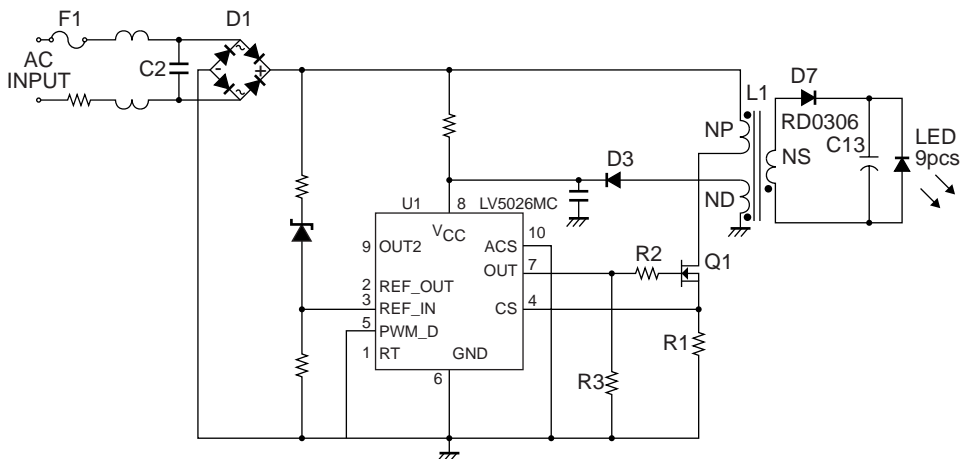 F1
D1
AC
INPUT
C2
-
+
~
~
D7
L1
RD0306
LED
9pcs
C13
NP
NS
D3
ND
U1
8
LV5026MC
VCC
10
9
OUT2
ACS
7
OUT
R2
Q1
2
REF_OUT
3
REF_IN
4
CS
5
PWM_D
1
RT
GND
R1
6
R3